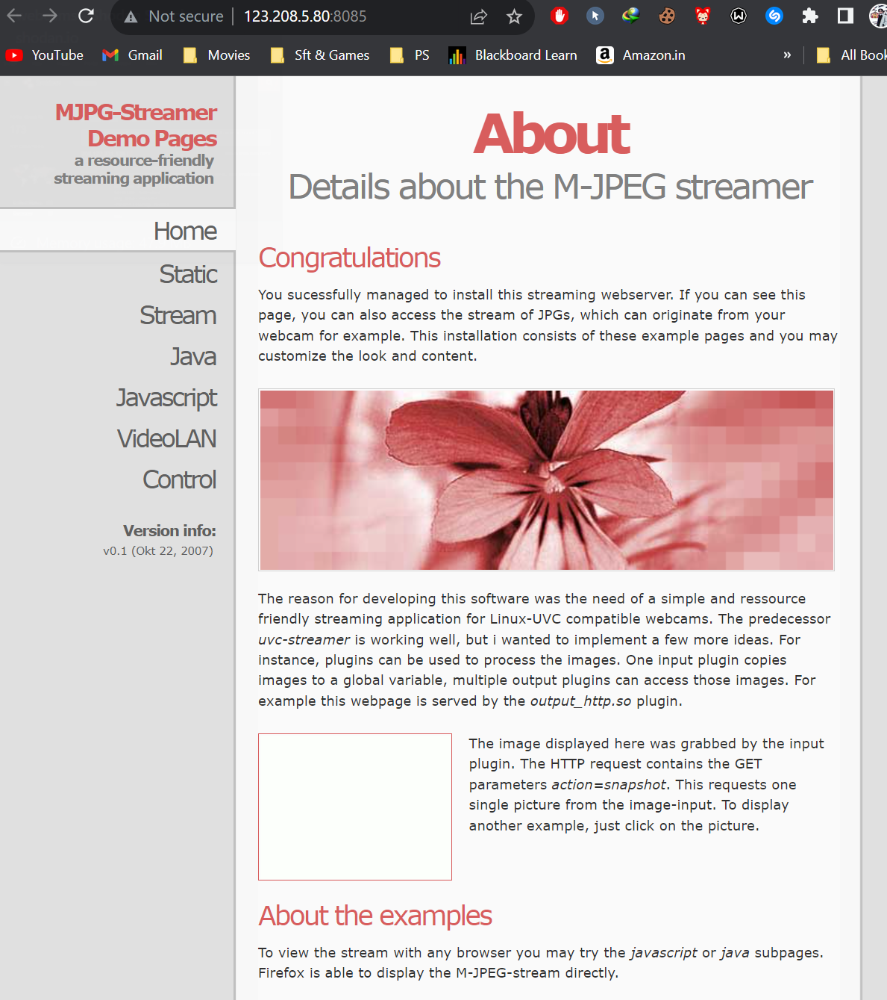 Not secure | 123.208.5.80:8085
YouTube Gmail Movies Sft & Games PS Blackboard Learn Amazon.in » All Book
MJPG-Streamer
Demo Pages
a resource-friendly
streaming application
Home
Static
Stream
Java
Javascript
VideoLAN
Control
Version info:
v0.1 (Okt 22, 2007)
About
Details about the M-JPEG streamer
Congratulations
You sucessfully managed to install this streaming webserver. If you can see this
page, you can also access the stream of JPGs, which can originate from your
webcam for example. This installation consists of these example pages and you may
customize the look and content.
The reason for developing this software was the need of a simple and ressource
friendly streaming application for Linux-UVC compatible webcams. The predecessor
uvc-streamer is working well, but i wanted to implement a few more ideas. For
instance, plugins can be used to process the images. One input plugin copies
images to a global variable, multiple output plugins can access those images. For
example this webpage is served by the output_http.so plugin.
The image displayed here was grabbed by the input
plugin. The HTTP request contains the GET
parameters action=snapshot. This requests one
single picture from the image-input. To display
another example, just click on the picture.
About the examples
To view the stream with any browser you may try the javascript or java subpages.
Firefox is able to display the M-JPEG-stream directly.